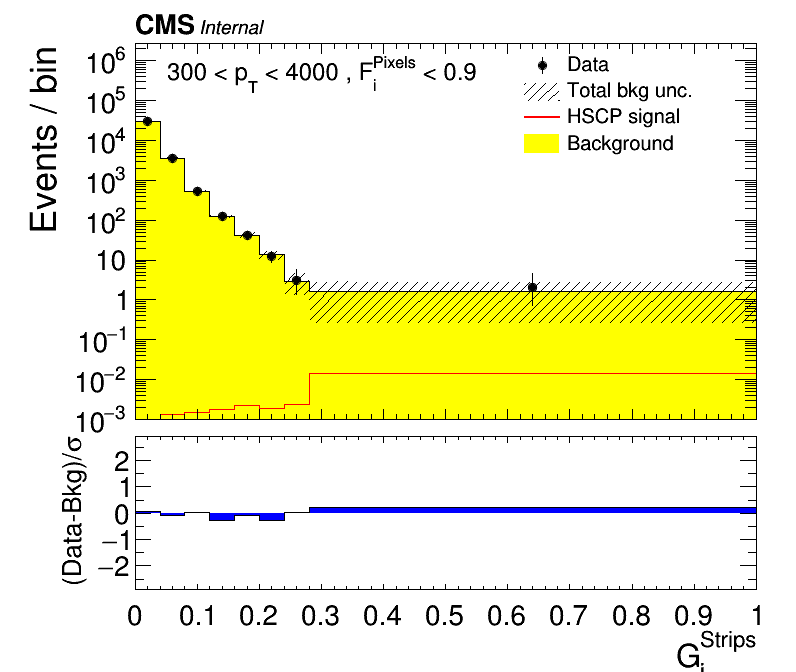 CMS Internal
300 < p_T < 4000 , F_i^Pixels < 0.9
Data
Total bkg unc.
HSCP signal
Background
Events / bin
10^6
10^5
10^4
10^3
10^2
10
1
10^−1
10^−2
10^−3
(Data-Bkg)/σ
2
1
0
−1
−2
0 0.1 0.2 0.3 0.4 0.5 0.6 0.7 0.8 0.9 1
G_i^Strips